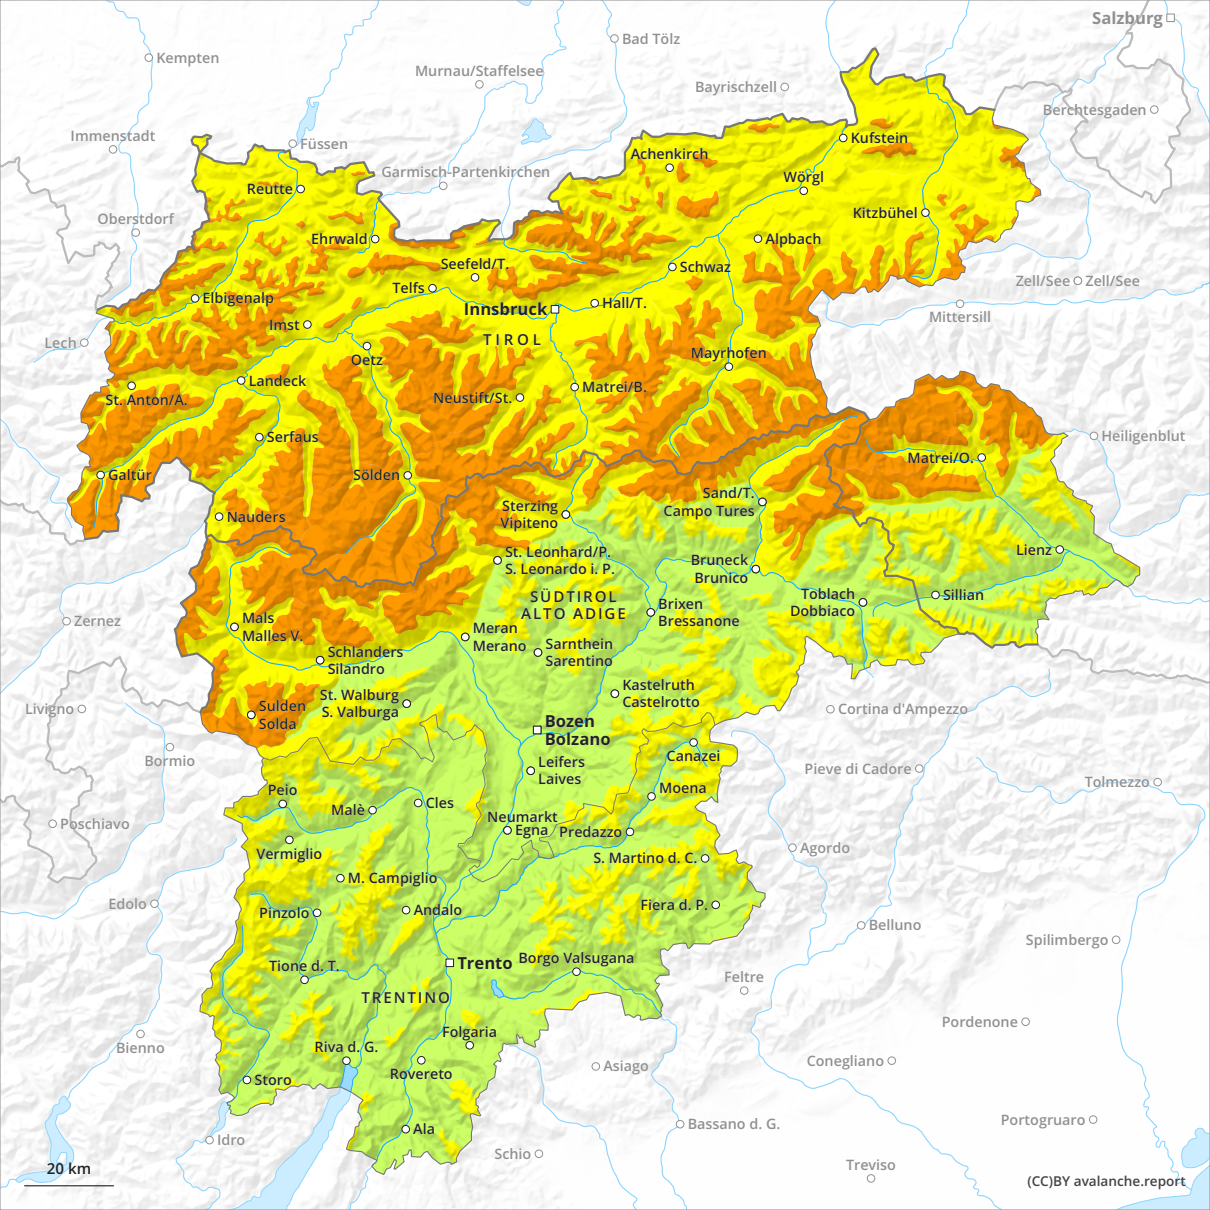 Salzburg
Bad Tölz
Kempten
Murnau/Staffelsee
Bayrischzell
Berchtesgaden
Immenstadt
Füssen
Kufstein
Achenkirch
Garmisch-Partenkirchen
Wörgl
Reutte
Oberstdorf
Kitzbühel
Ehrwald
Alpbach
Seefeld/T.
Schwaz
Zell/See
Zell/See
Telfs
Elbigenalp
Hall/T.
Innsbruck
Mittersill
Imst
Lech
TIROL
Oetz
Mayrhofen
Landeck
Matrei/B.
St. Anton/A.
Neustift/St.
Serfaus
Heiligenblut
Matrei/O.
Galtür
Sölden
Sand/T.
Campo Tures
Sterzing
Vipiteno
Nauders
Lienz
St. Leonhard/P.
S. Leonardo i. P.
Bruneck
Brunico
SÜDTIROL
ALTO ADIGE
Toblach
Dobbiaco
Sillian
Brixen
Bressanone
Zernez
Mals
Malles V.
Meran
Merano
Sarnthein
Sarentino
Schlanders
Silandro
Kastelruth
Castelrotto
St. Walburg
S. Valburga
Livigno
Sulden
Solda
Cortina d'Ampezzo
Bozen
Bolzano
Bormio
Canazei
Leifers
Laives
Pieve di Cadore
Tolmezzo
Peio
Moena
Malè
Cles
Neumarkt
Egna
Predazzo
Poschiavo
Vermiglio
Agordo
S. Martino d. C.
M. Campiglio
Edolo
Pinzolo
Andalo
Fiera d. P.
Belluno
Spilimbergo
Borgo Valsugana
Trento
Tione d. T.
Feltre
TRENTINO
Pordenone
Folgaria
Bienno
Riva d. G.
Conegliano
Asiago
Rovereto
Storo
Portogruaro
Bassano d. G.
Ala
Idro
Schio
Treviso
20 km
(CC)BY avalanche.report